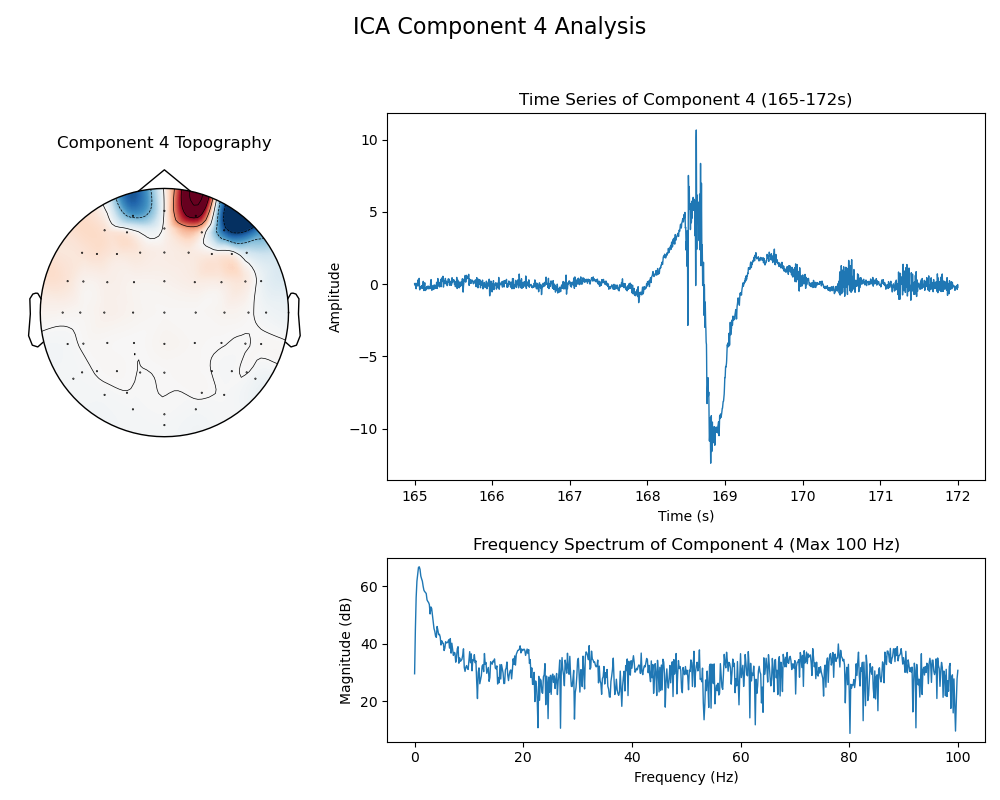 ICA Component 4 Analysis
Component 4 Topography
Time Series of Component 4 (165-172s)
Amplitude
10
5
0
−5
−10
165 166 167 168 169 170 171 172
Time (s)
Frequency Spectrum of Component 4 (Max 100 Hz)
Magnitude (dB)
60
40
20
0 20 40 60 80 100
Frequency (Hz)